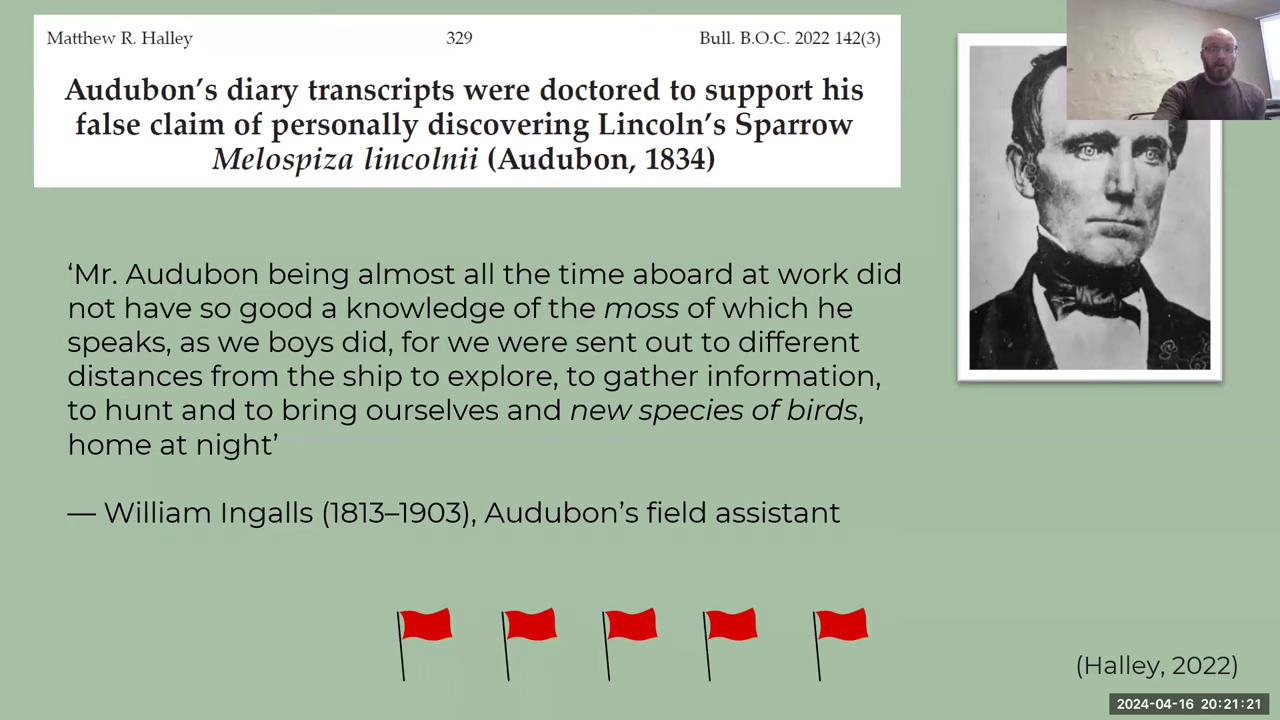 Matthew R. Halley 329 Bull. B.O.C. 2022 142(3)
Audubon’s diary transcripts were doctored to support his
false claim of personally discovering Lincoln’s Sparrow
Melospiza lincolnii (Audubon, 1834)
‘Mr. Audubon being almost all the time aboard at work did
not have so good a knowledge of the moss of which he
speaks, as we boys did, for we were sent out to different
distances from the ship to explore, to gather information,
to hunt and to bring ourselves and new species of birds,
home at night’
— William Ingalls (1813–1903), Audubon’s field assistant
(Halley, 2022)
2024-04-16 20:21:21